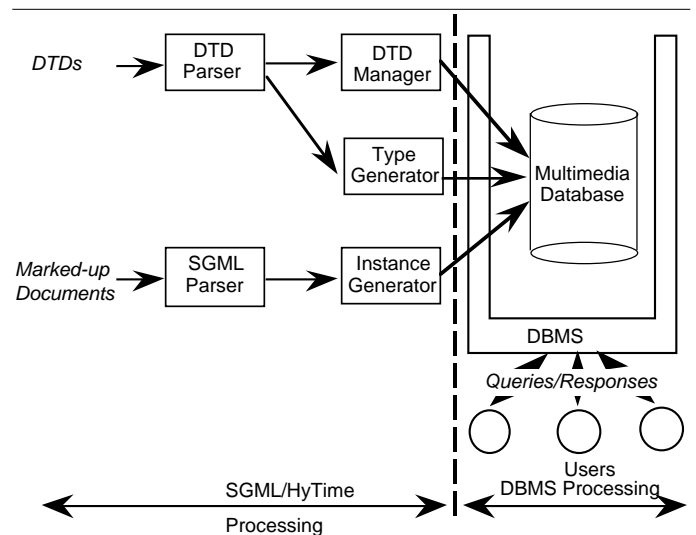 DTDs
DTD
Parser
DTD
Manager
Type
Generator
Multimedia
Database
Marked-up
Documents
SGML
Parser
Instance
Generator
DBMS
Queries/Responses
Users
SGML/HyTime
Processing
DBMS Processing